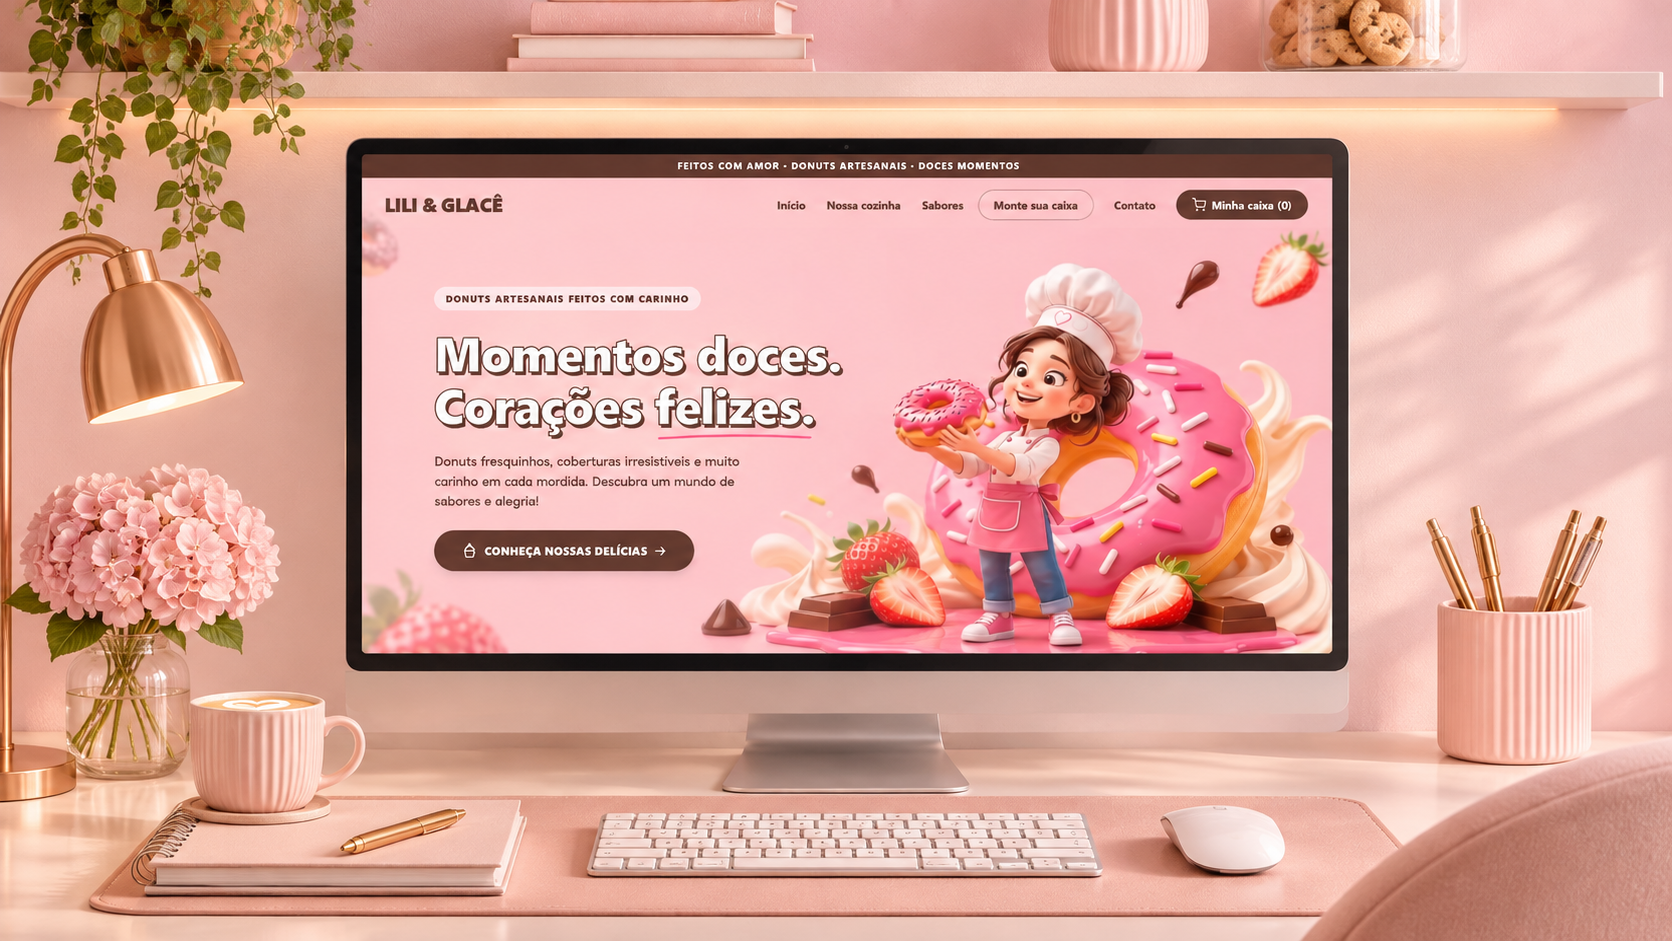 FEITOS COM AMOR • DONUTS ARTESANAIS • DOCES MOMENTOS
LILI & GLACÊ
Início
Nossa cozinha
Sabores
Monte sua caixa
Contato
Minha caixa (0)
DONUTS ARTESANAIS FEITOS COM CARINHO
Momentos doces.
Corações felizes.
Donuts fresquinhos, coberturas irresistíveis e muito
carinho em cada mordida. Descubra um mundo de
sabores e alegria!
CONHEÇA NOSSAS DELÍCIAS →